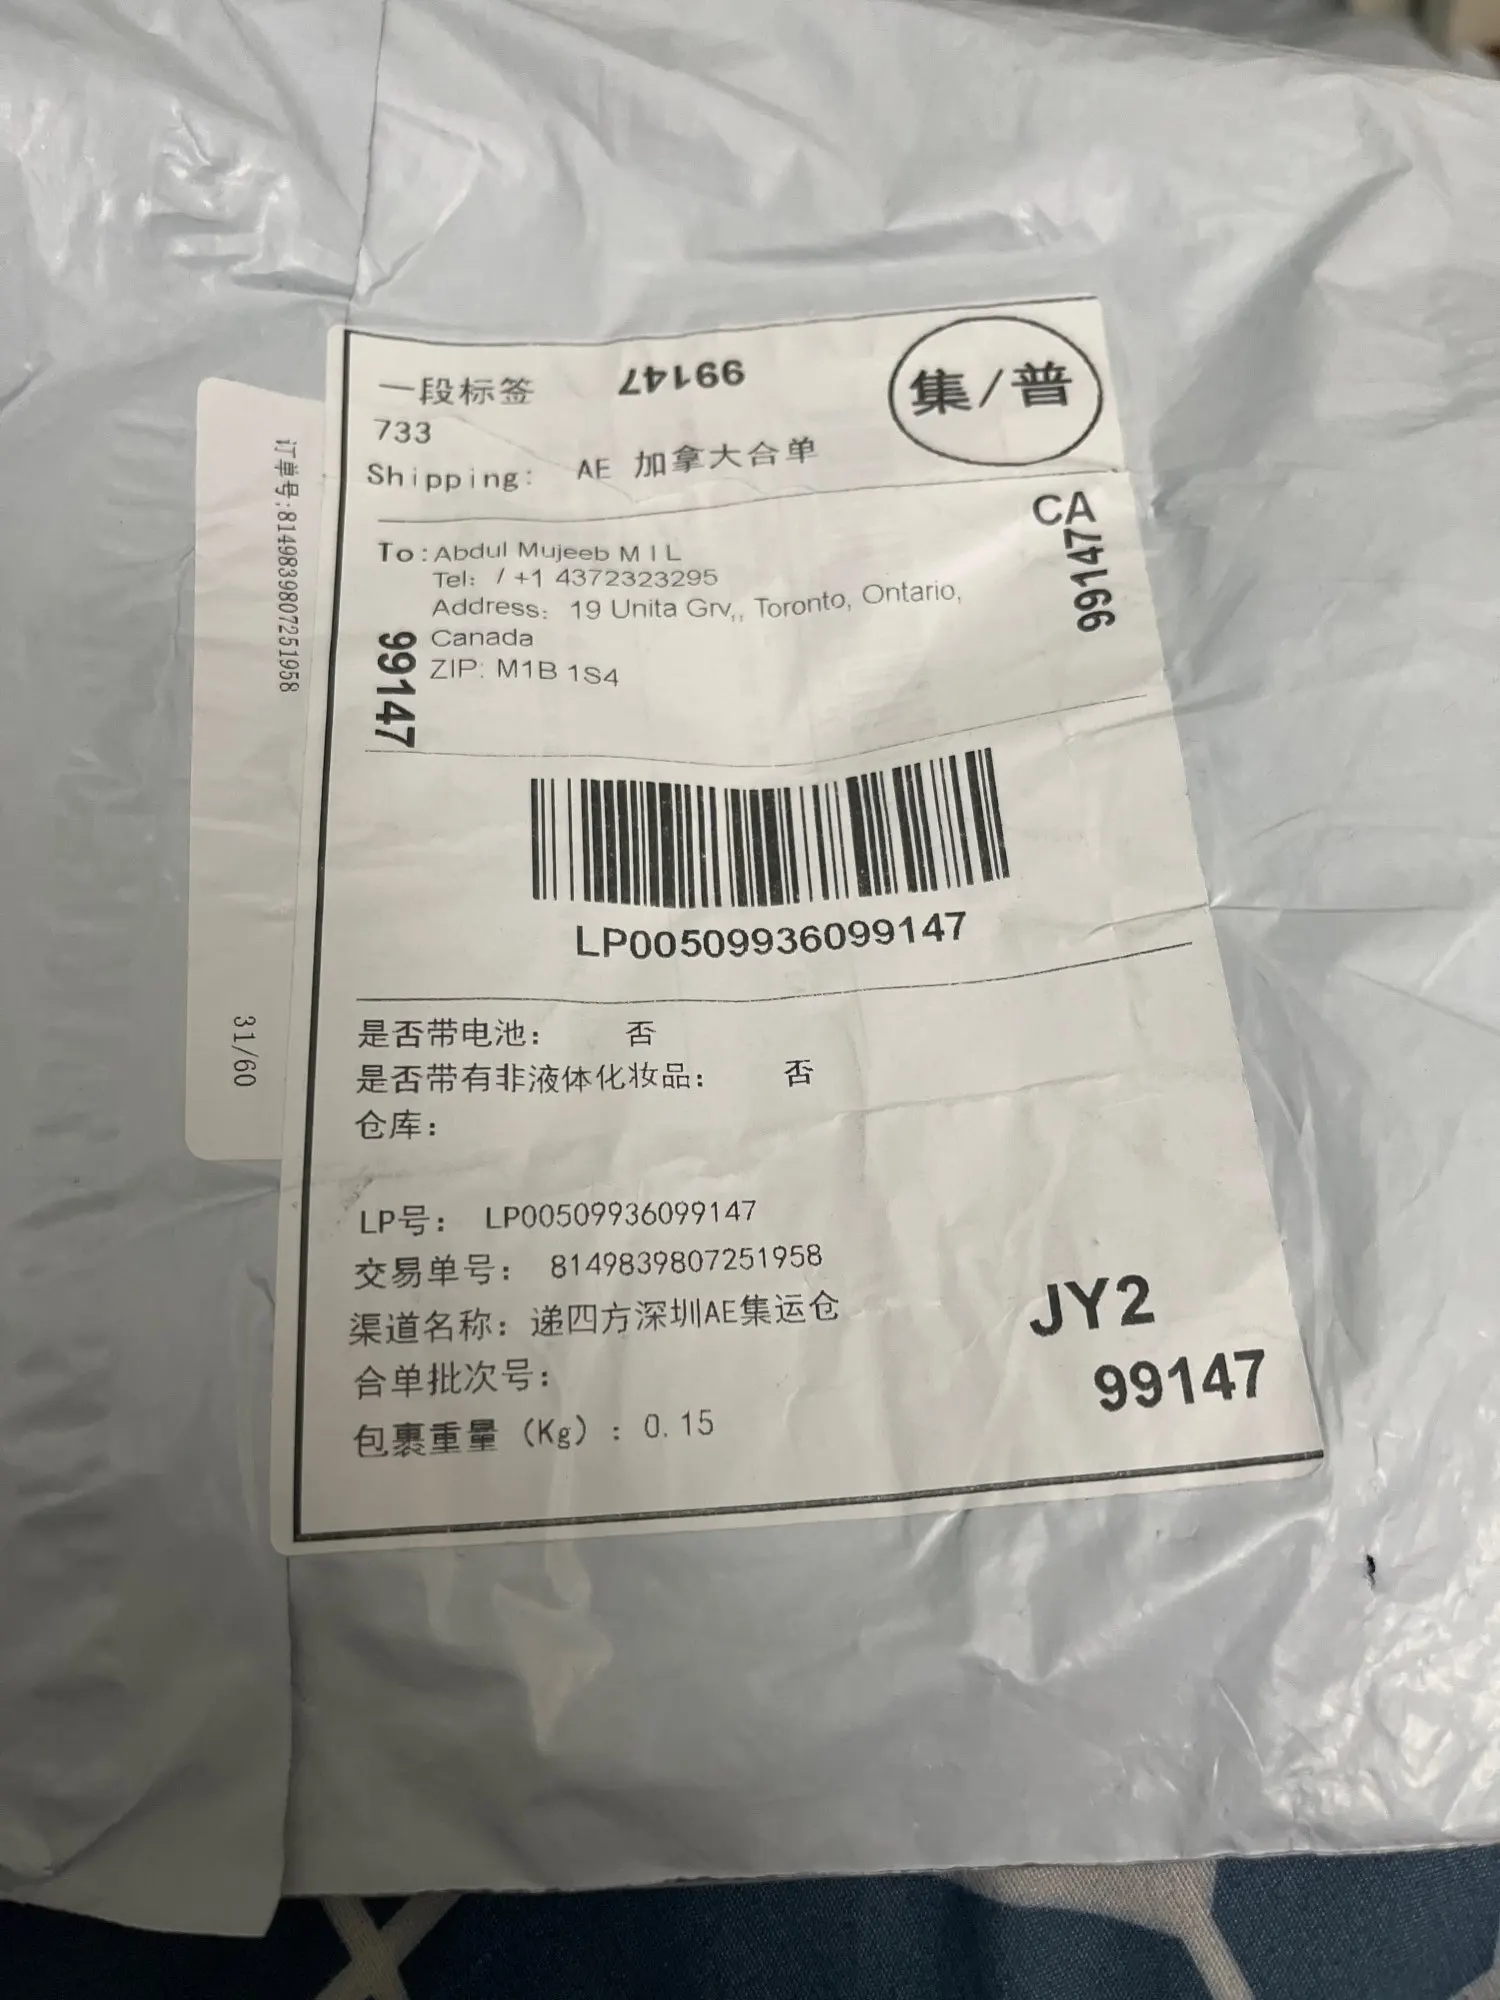 一段标签
99147
集/普
733
Shipping: AE 加拿大合单
CA
99147
To:Abdul Mujeeb M I L
Tel: / +1 4372323295
Address: 19 Unita Grv,, Toronto, Ontario,
Canada
ZIP: M1B 1S4
99147
订单号:8149839807251958
31/60
LP00509936099147
是否带电池: 否
是否带有非液体化妆品: 否
仓库:
LP号: LP00509936099147
交易单号: 8149839807251958
渠道名称: 递四方深圳AE集运仓
合单批次号:
包裹重量 (Kg) : 0.15
JY2
99147